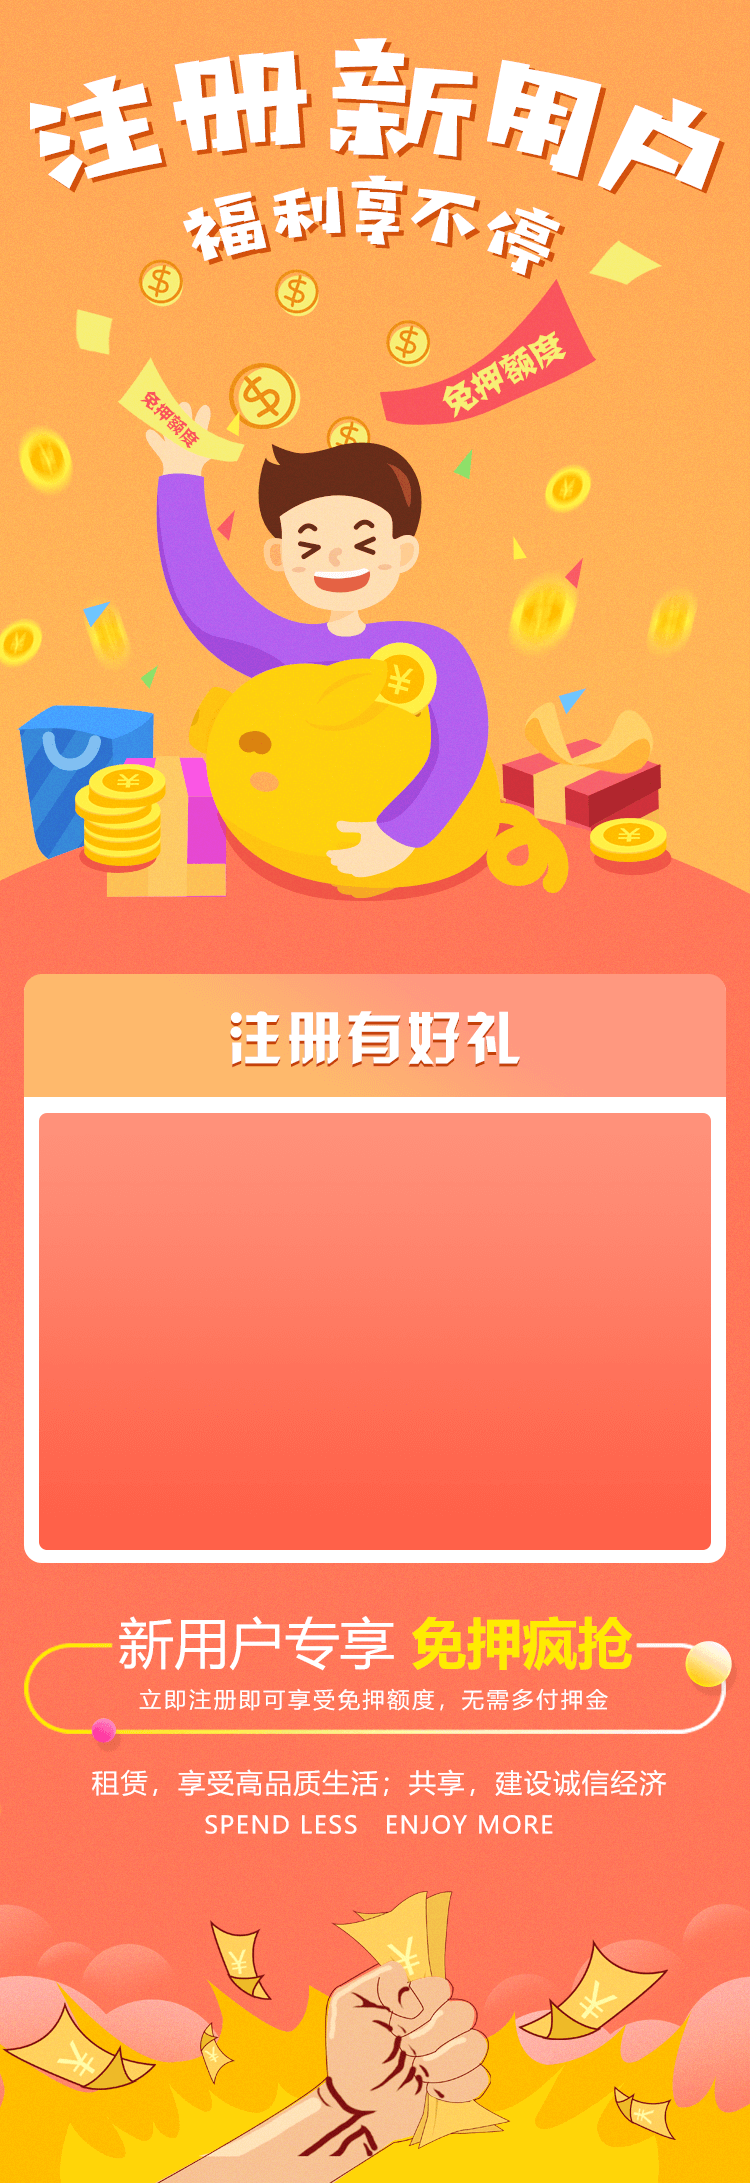 注册新用户
福利享不停
免押额度
免押额度
注册有好礼
新用户专享 免押疯抢
立即注册即可享受免押额度，无需多付押金
租赁，享受高品质生活；共享，建设诚信经济
SPEND LESS ENJOY MORE